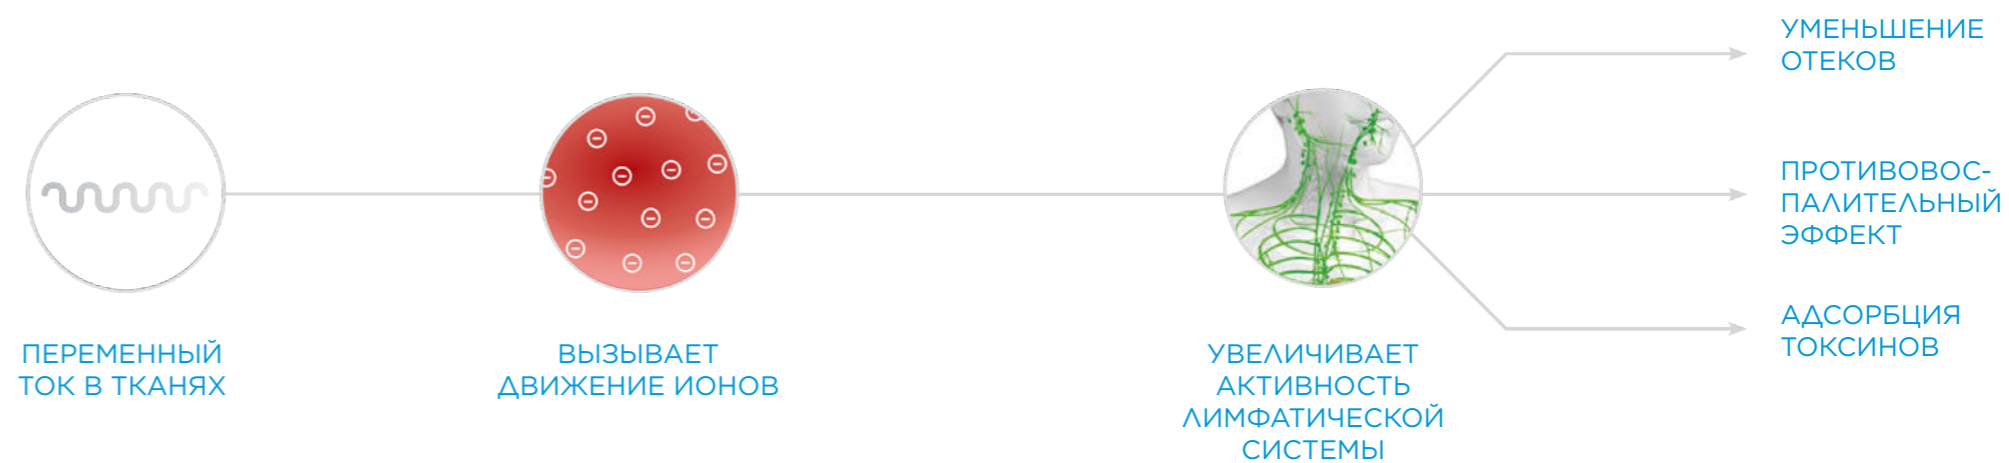 ПЕРЕМЕННЫЙ
ТОК В ТКАНЯХ
ВЫЗЫВАЕТ
ДВИЖЕНИЕ ИОНОВ
УВЕЛИЧИВАЕТ
АКТИВНОСТЬ
ЛИМФАТИЧЕСКОЙ
СИСТЕМЫ
УМЕНЬШЕНИЕ
ОТЕКОВ
ПРОТИВОВОС-
ПАЛИТЕЛЬНЫЙ
ЭФФЕКТ
АДСОРБЦИЯ
ТОКСИНОВ